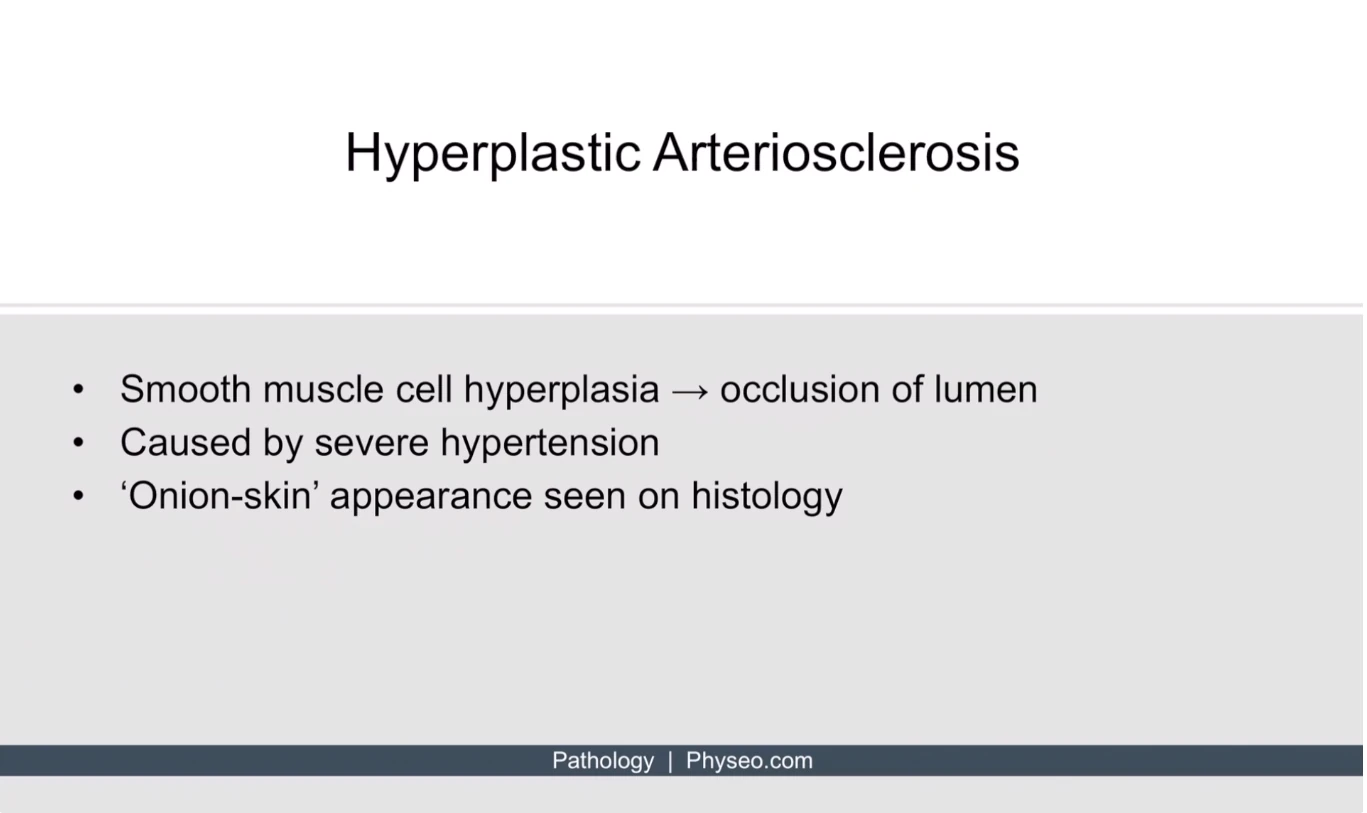 Hyperplastic Arteriosclerosis
• Smooth muscle cell hyperplasia → occlusion of lumen
• Caused by severe hypertension
• ‘Onion-skin’ appearance seen on histology
Pathology | Physeo.com